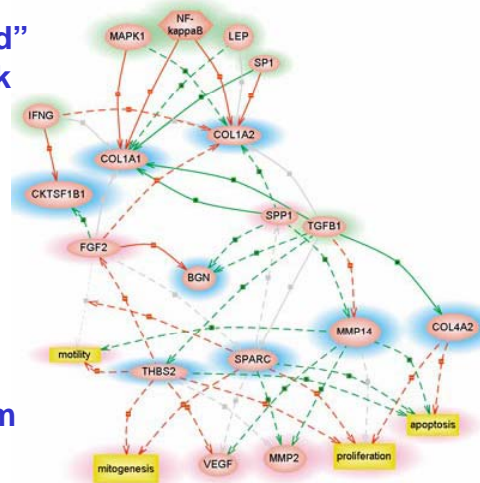 d”
k
m
NF-
kappaB
MAPK1
LEP
SP1
IFNG
COL1A2
COL1A1
CKTSF1B1
SPP1
TGFB1
FGF2
BGN
MMP14
COL4A2
motility
SPARC
THBS2
apoptosis
mitogenesis
VEGF
MMP2
proliferation